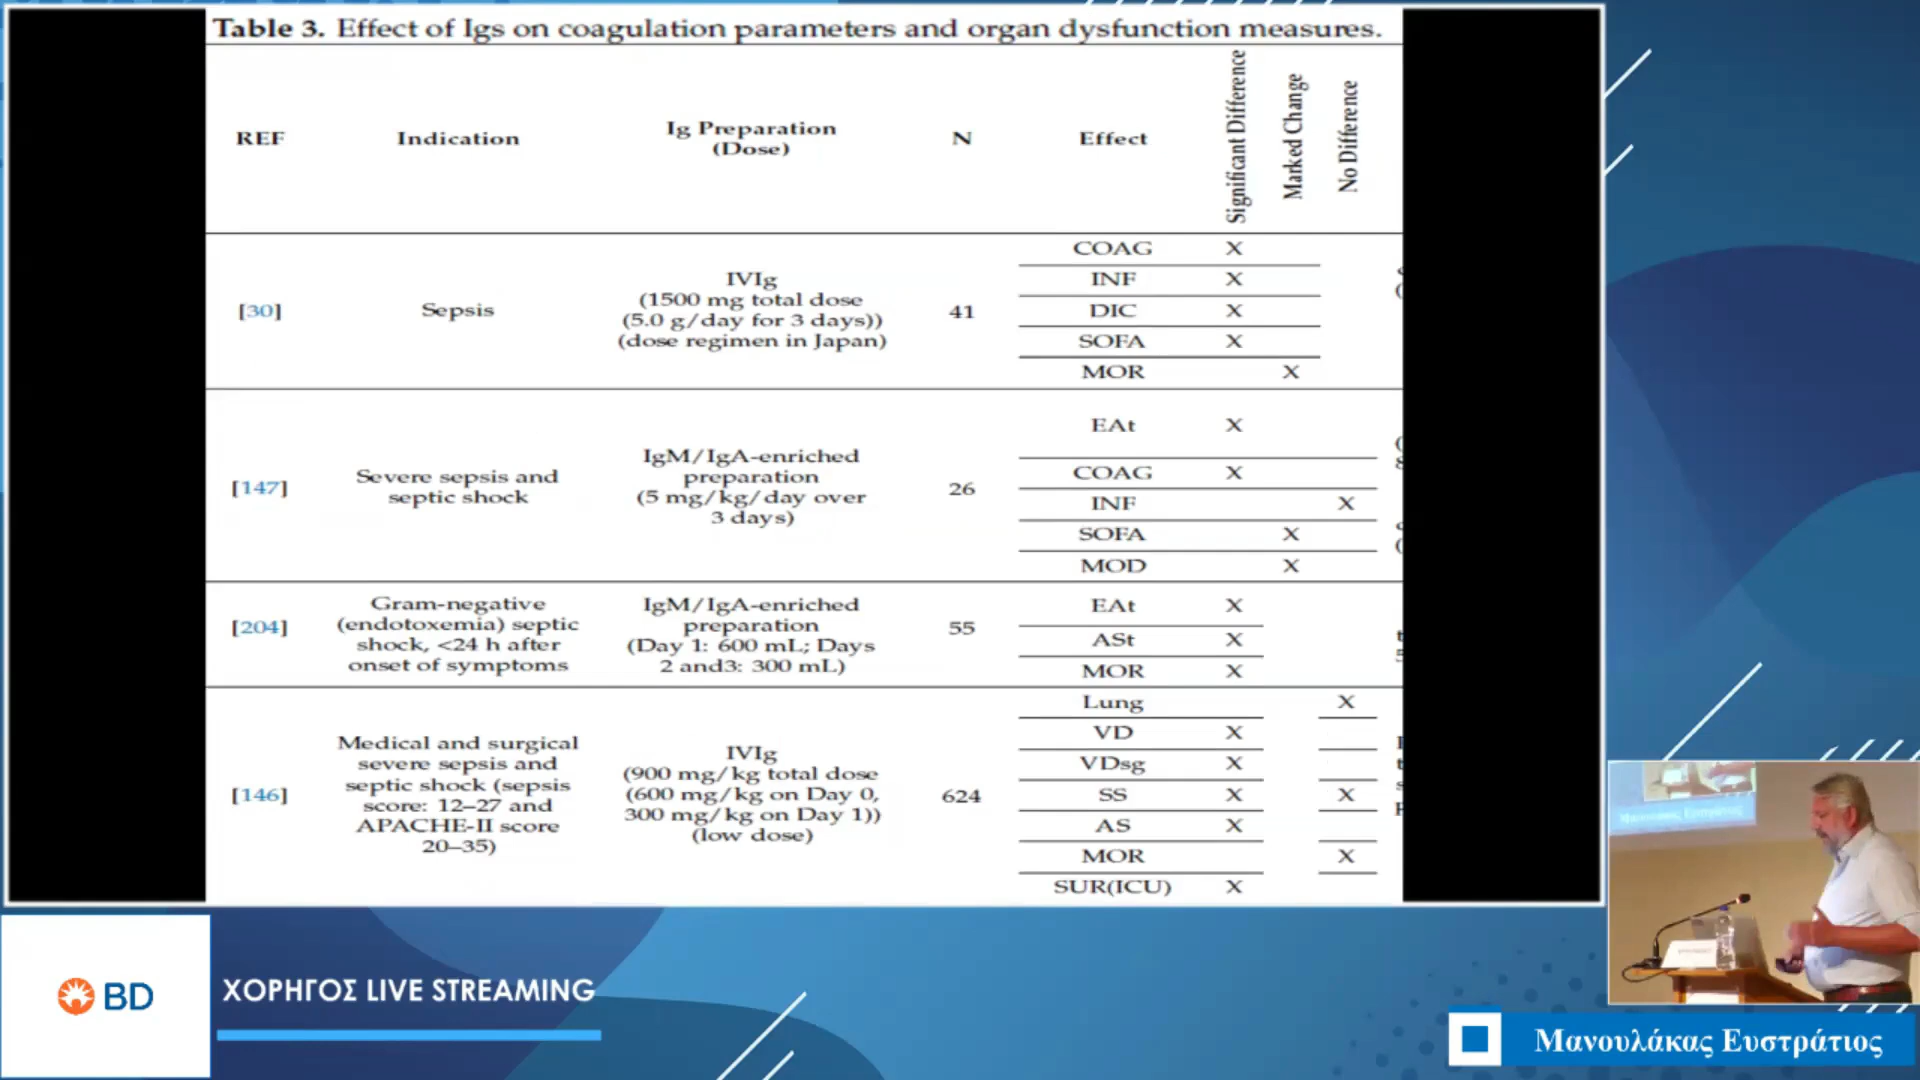 Table 3. Effect of Igs on coagulation parameters and organ dysfunction measures.
REF
Indication
Ig Preparation
(Dose)
N
Effect
Significant Difference
Marked Change
No Difference
[30]
Sepsis
IVIg
(1500 mg total dose
(5.0 g/day for 3 days))
(dose regimen in Japan)
41
COAG X
INF X
DIC X
SOFA X
MOR X
[147]
Severe sepsis and
septic shock
IgM/IgA-enriched
preparation
(5 mg/kg/day over
3 days)
26
EAt X
COAG X
INF X
SOFA X
MOD X
[204]
Gram-negative
(endotoxemia) septic
shock, <24 h after
onset of symptoms
IgM/IgA-enriched
preparation
(Day 1: 600 mL; Days
2 and3: 300 mL)
55
EAt X
ASt X
MOR X
[146]
Medical and surgical
severe sepsis and
septic shock (sepsis
score: 12–27 and
APACHE-II score
20–35)
IVIg
(900 mg/kg total dose
(600 mg/kg on Day 0,
300 mg/kg on Day 1))
(low dose)
624
Lung X
VD X
VDsg X
SS X X
AS X
MOR X
SUR(ICU) X
BD
ΧΟΡΗΓΟΣ LIVE STREAMING
Μανουλάκας Ευστράτιος